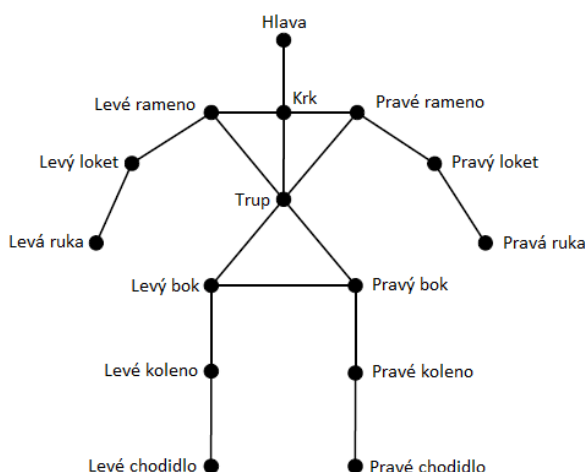 Hlava
Levé rameno
Krk
Pravé rameno
Levý loket
Pravý loket
Trup
Levá ruka
Pravá ruka
Levý bok
Pravý bok
Levé koleno
Pravé koleno
Levé chodidlo
Pravé chodidlo